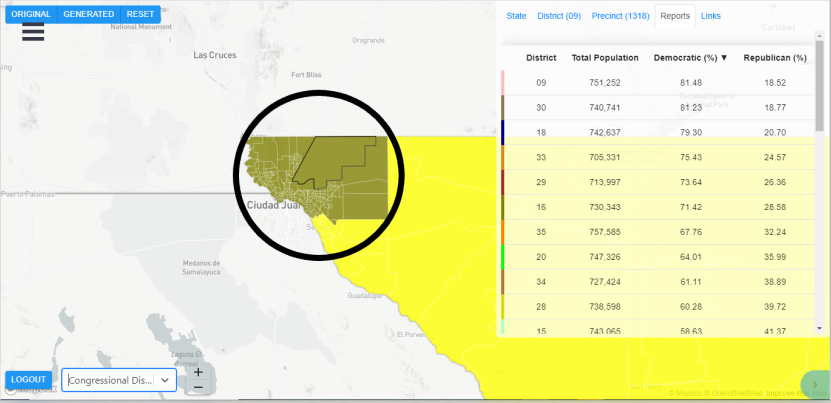 ORIGINAL GENERATED RESET
National Monument
Las Cruces
Orogrande
Fort Bliss
Ciudad Juá
Puerto Palomas
Medanos de
Samalayuca
Guadalupe
El Porven
Laguna El
Barreal
State District (09) Precinct (1318) Reports Links
Carlsbad
District Total Population Democratic (%) ▼ Republican (%)
09 751,252 81.48 18.52
30 740,741 81.23 18.77
18 742,637 79.30 20.70
33 705,331 75.43 24.57
29 713,997 73.64 26.36
16 730,343 71.42 28.58
35 757,585 67.76 32.24
20 747,326 64.01 35.99
34 727,424 61.11 38.89
28 738,598 60.28 39.72
15 743,065 58.63 41.37
LOGOUT
Congressional Dis...
+
−
© Mapbox © OpenStreetMap Improve this